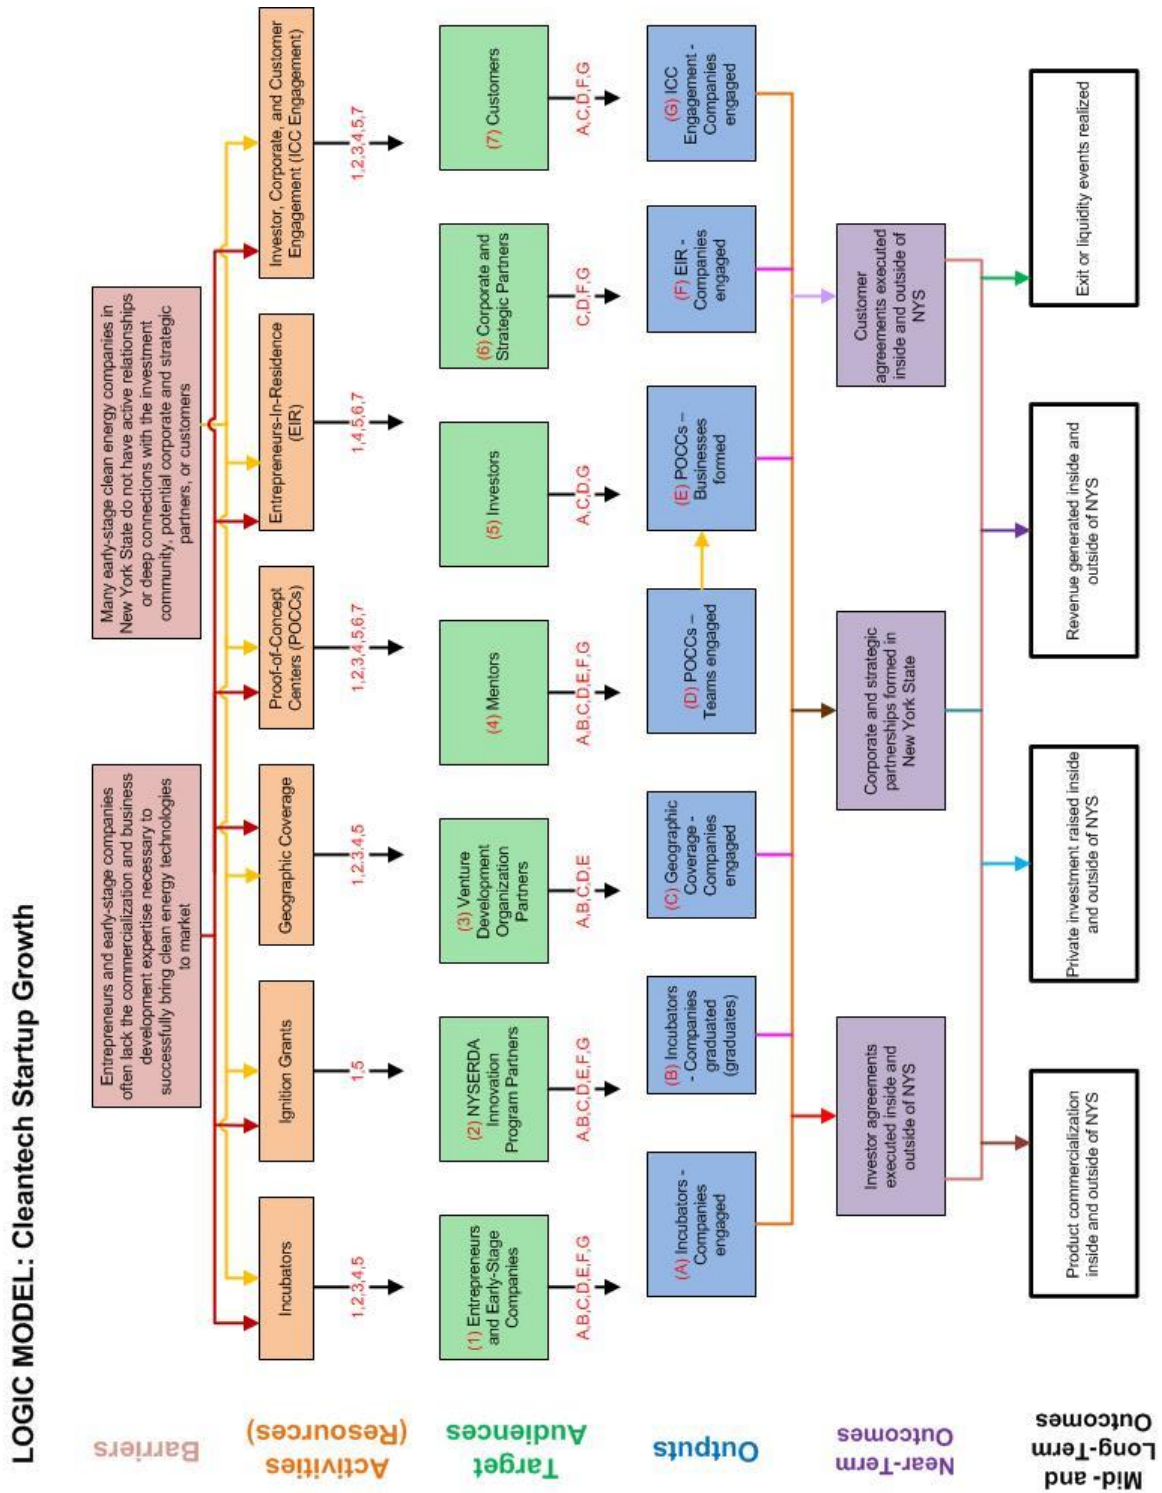 LOGIC MODEL: Cleantech Startup Growth
Barriers
Entrepreneurs and early-stage companies
often lack the commercialization and business
development expertise necessary to
successfully bring clean energy technologies
to market
Many early-stage clean energy companies in
New York State do not have active relationships
or deep connections with the investment
community, potential corporate and strategic
partners, or customers
Activities
(Resources)
Incubators
Ignition Grants
Geographic Coverage
Proof-of-Concept
Centers (POCCs)
Entrepreneurs-In-Residence
(EIR)
Investor, Corporate, and Customer
Engagement (ICC Engagement)
1,2,3,4,5
1,5
1,2,3,4,5
1,2,3,4,5,6,7
1,4,5,6,7
1,2,3,4,5,7
Target
Audiences
(1) Entrepreneurs
and Early-Stage
Companies
(2) NYSERDA
Innovation
Program Partners
(3) Venture
Development
Organization
Partners
(4) Mentors
(5) Investors
(6) Corporate and
Strategic Partners
(7) Customers
A,B,C,D,E,F,G
A,B,C,D,E,F,G
A,B,C,D,E
A,B,C,D,E,F,G
A,C,D,G
C,D,F,G
A,C,D,F,G
Outputs
(A) Incubators -
Companies
engaged
(B) Incubators
- Companies
graduated
(graduates)
(C) Geographic
Coverage -
Companies
engaged
(D) POCCs –
Teams engaged
(E) POCCs –
Businesses
formed
(F) EIR -
Companies
engaged
(G) ICC
Engagement -
Companies
engaged
Near-Term
Outcomes
Investor agreements
executed inside and
outside of NYS
Corporate and strategic
partnerships formed in
New York State
Customer
agreements executed
inside and outside of
NYS
Mid- and
Long-Term
Outcomes
Product commercialization
inside and outside of NYS
Private investment raised inside
and outside of NYS
Revenue generated inside and
outside of NYS
Exit or liquidity events realized